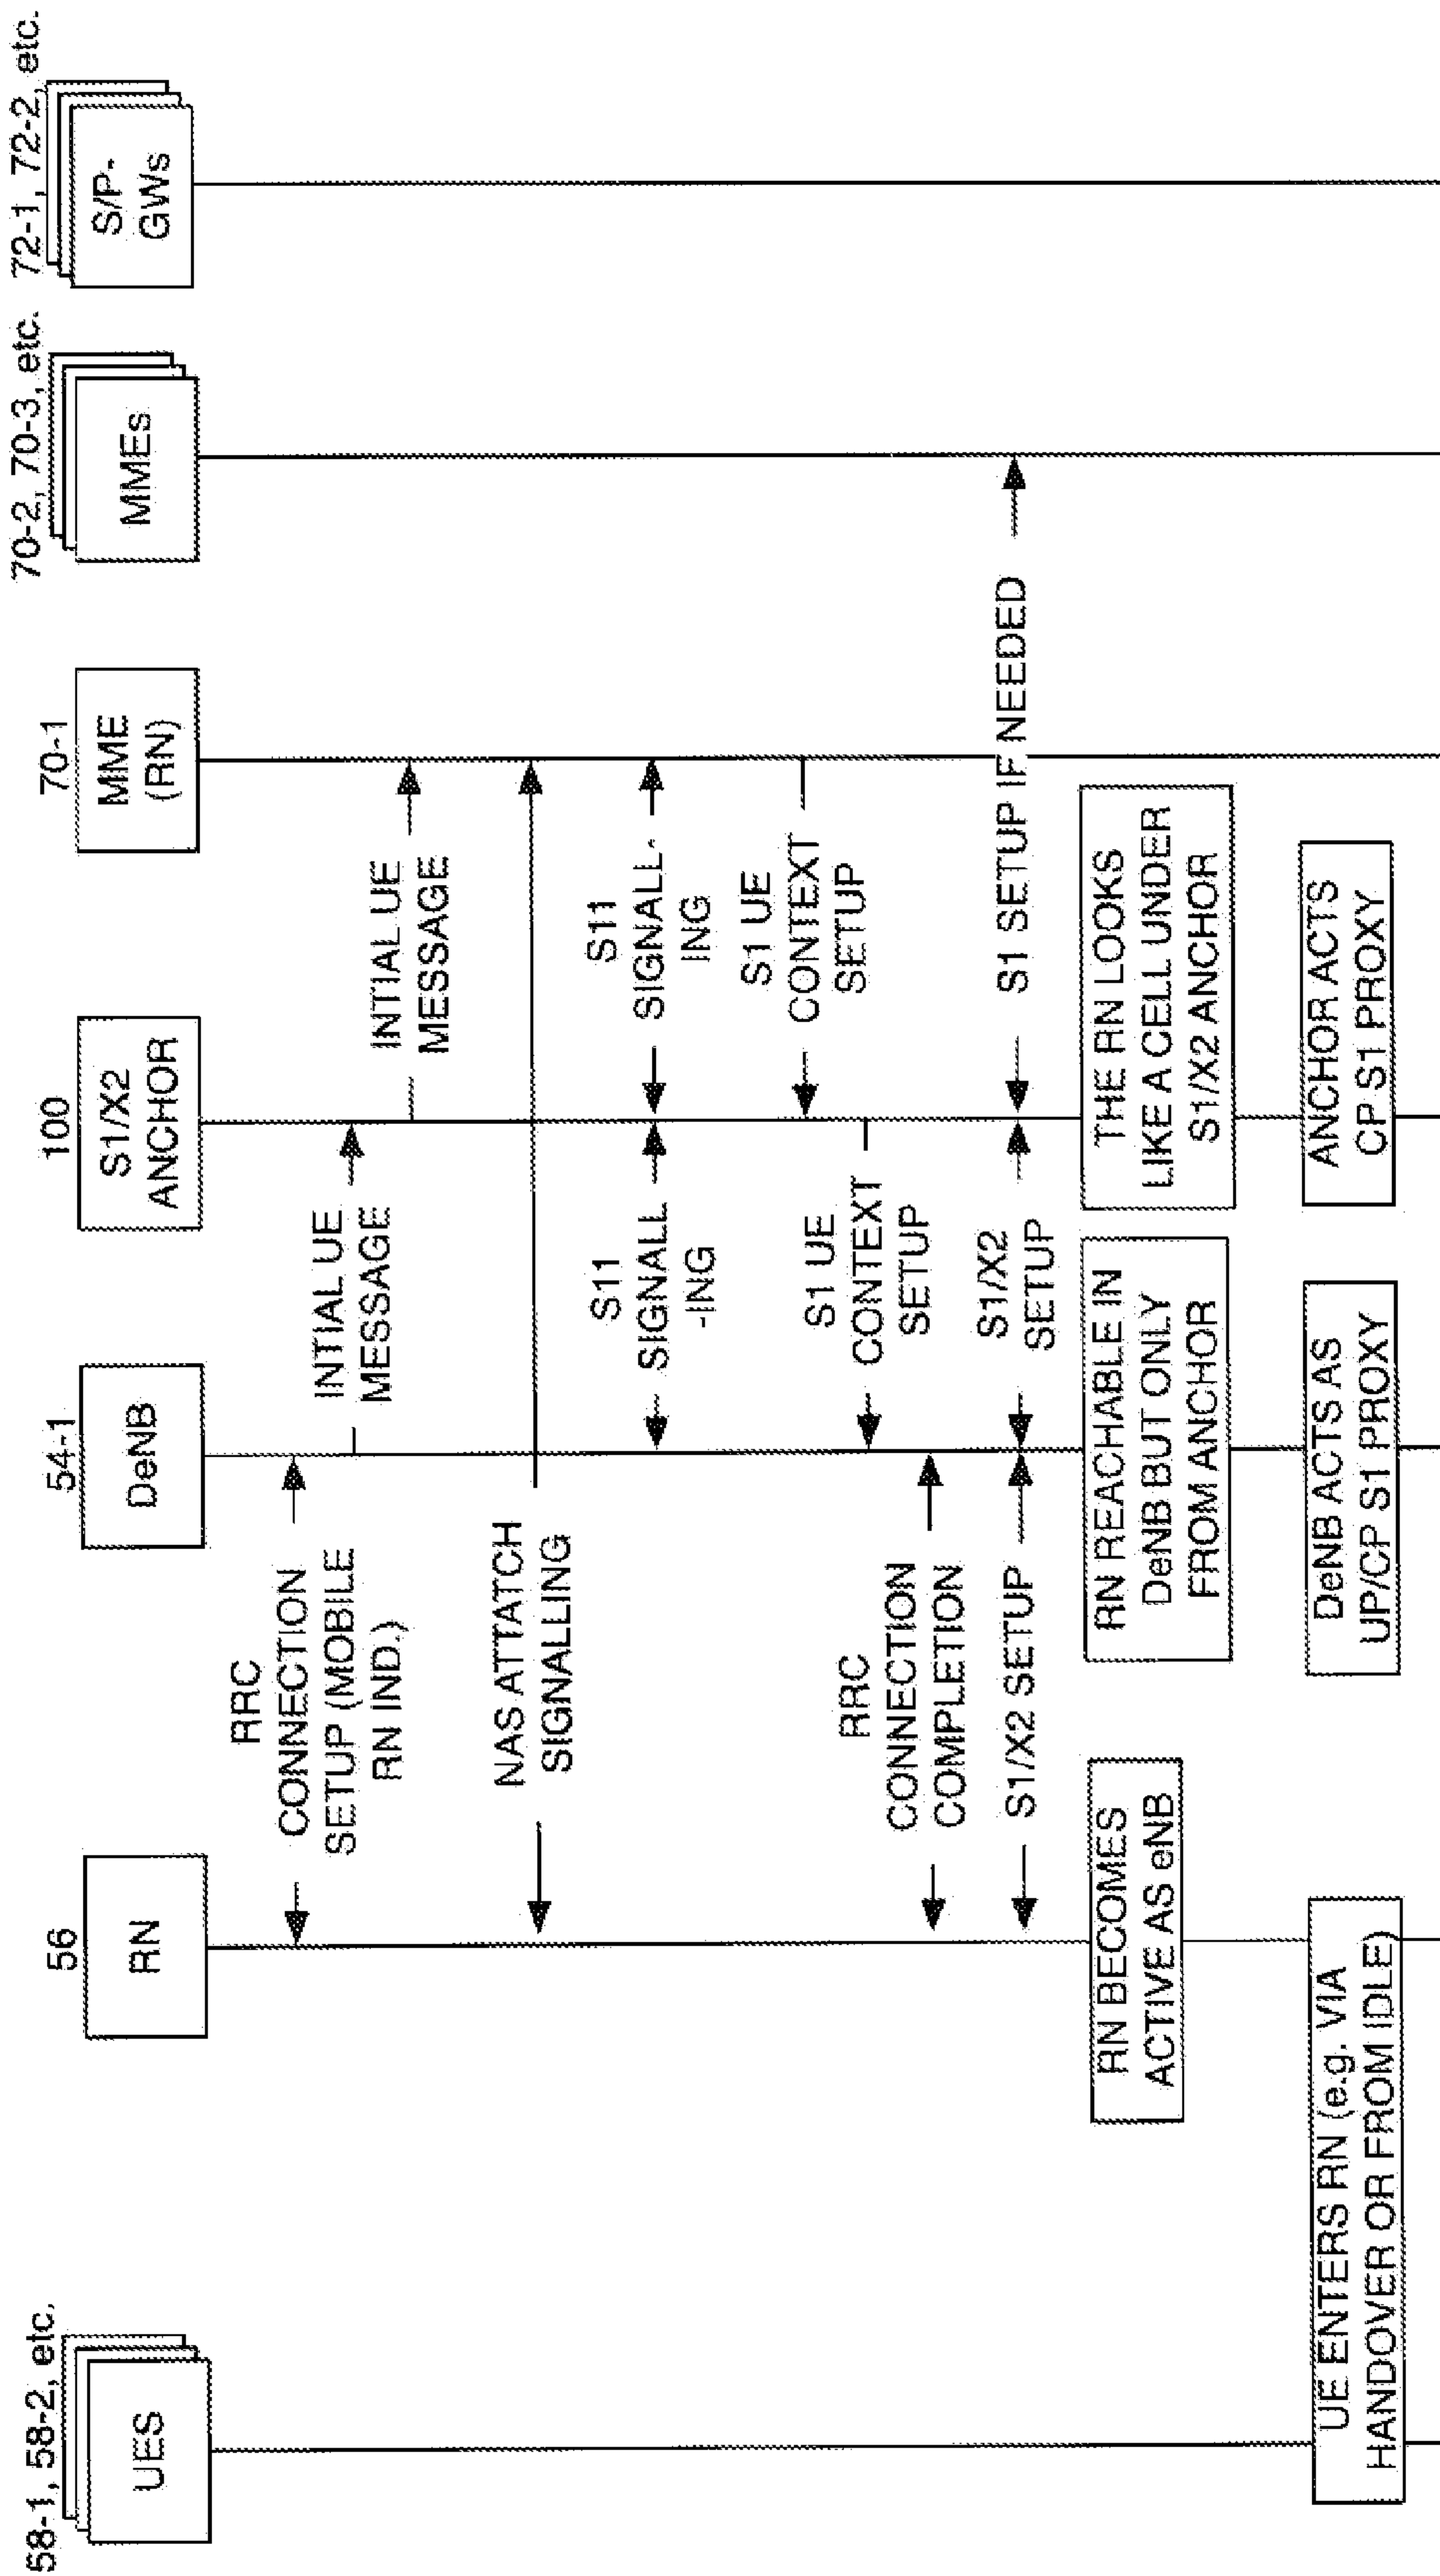 58-1, 58-2, etc.
UES
56
RN
54-1
DeNB
100
S1/X2
ANCHOR
70-1
MME
(RN)
70-2, 70-3, etc.
MMEs
72-1, 72-2, etc.
S/P-
GWs
RRC
CONNECTION
SETUP (MOBILE
RN IND.)
INTIAL UE
MESSAGE
INTIAL UE
MESSAGE
NAS ATTATCH
SIGNALLING
S11
SIGNALL
-ING
S11
SIGNALL-
ING
S1 UE
CONTEXT
SETUP
S1 UE
CONTEXT
SETUP
RRC
CONNECTION
COMPLETION
S1/X2 SETUP
S1/X2
SETUP
S1 SETUP IF NEEDED
RN BECOMES
ACTIVE AS eNB
RN REACHABLE IN
DeNB BUT ONLY
FROM ANCHOR
THE RN LOOKS
LIKE A CELL UNDER
S1/X2 ANCHOR
UE ENTERS RN (e.g. VIA
HANDOVER OR FROM IDLE)
DeNB ACTS AS
UP/CP S1 PROXY
ANCHOR ACTS
CP S1 PROXY